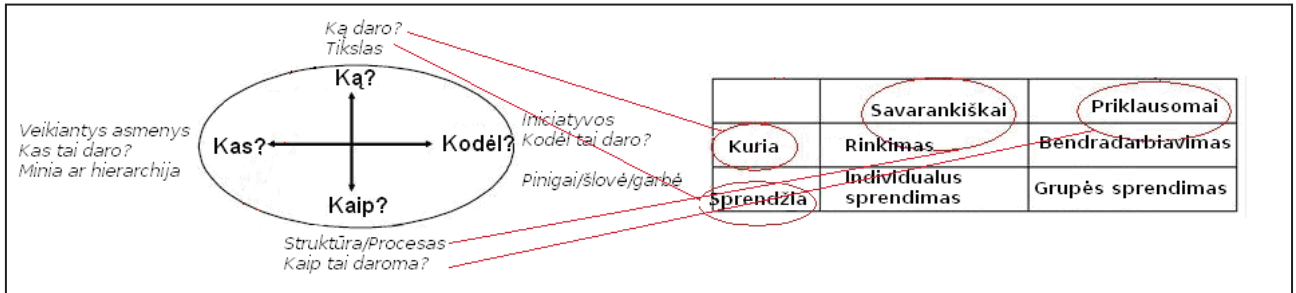 Ką daro?
Tikslas
Ką?
Veikiantys asmenys
Kas tai daro?
Minia ar hierarchija
Kas?
Kodėl?
Iniciatyvos
Kodėl tai daro?
Pinigai/šlovė/garbė
Kaip?
Struktūra/Procesas
Kaip tai daroma?
Savarankiškai
Priklausomai
Kuria
Rinkimas
Bendradarbiavimas
Sprendžia
Individualus
sprendimas
Grupės sprendimas